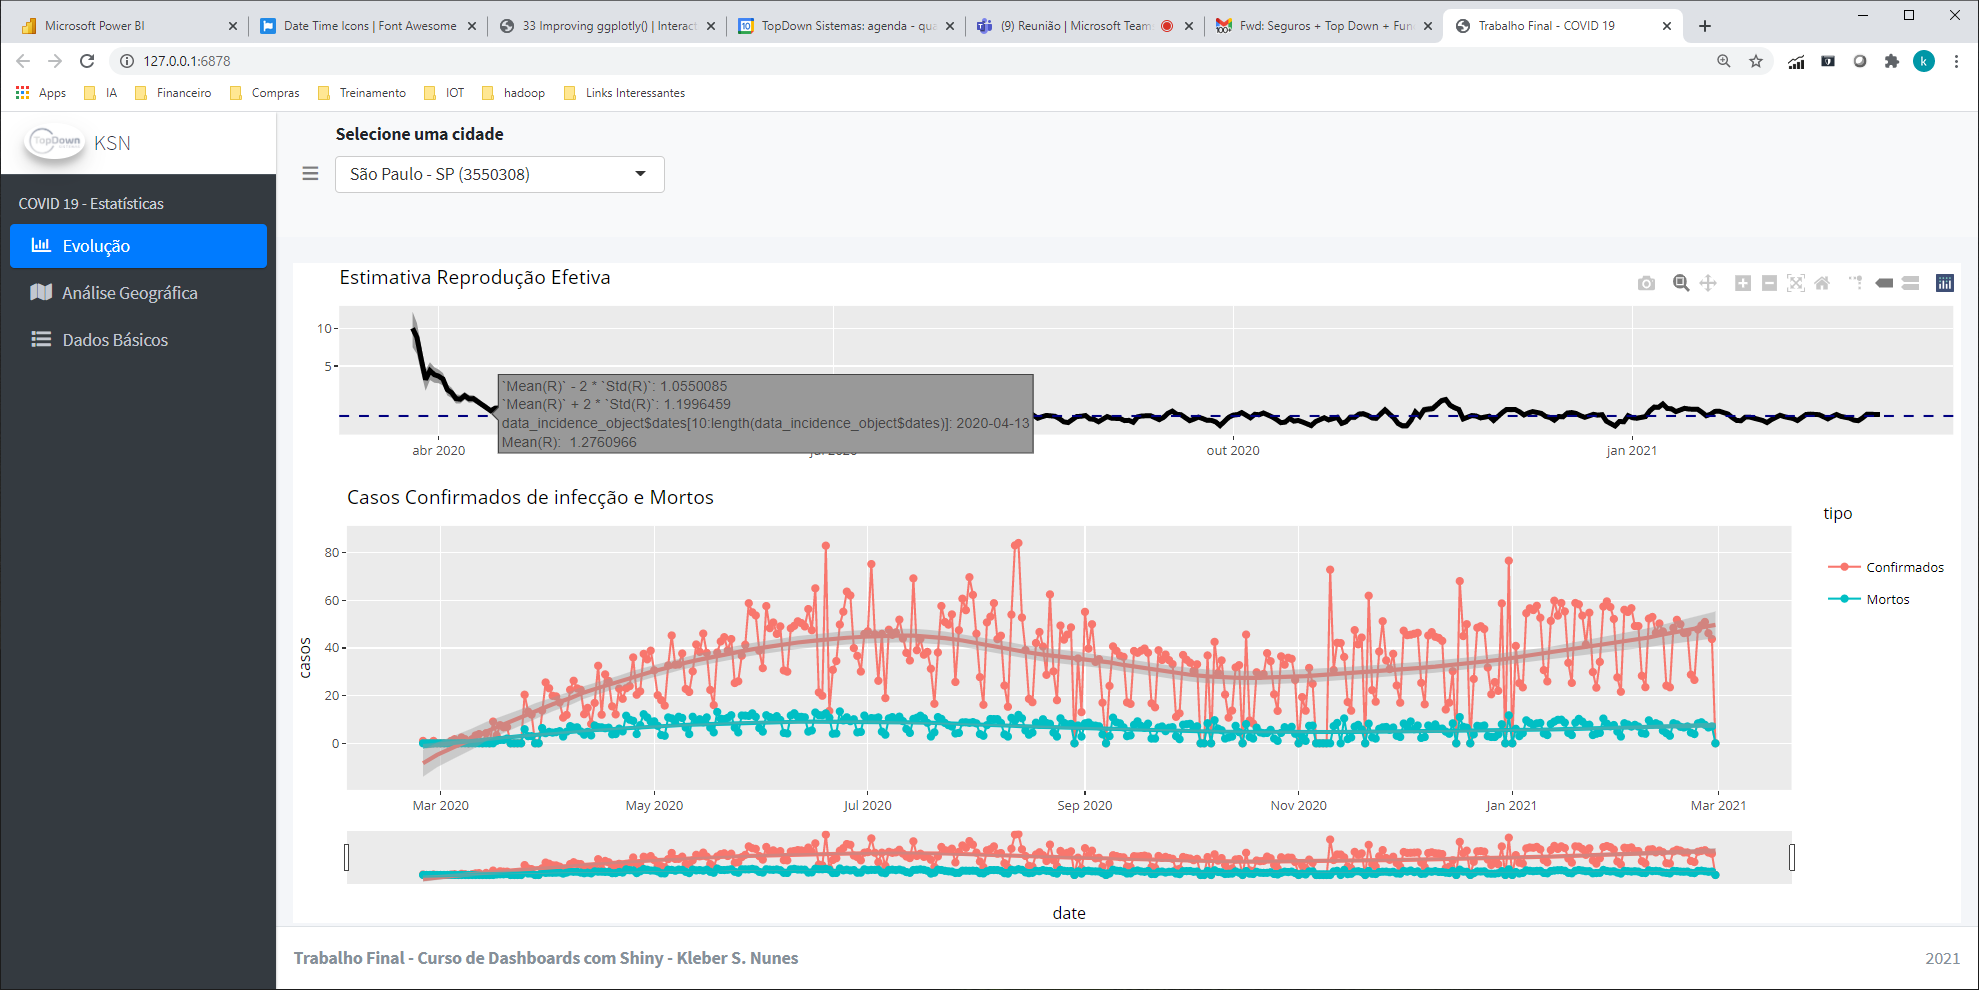 Microsoft Power BI
Date Time Icons | Font Awesome
33 Improving ggplotly() | Interact
TopDown Sistemas: agenda - qua
(9) Reunião | Microsoft Teams
Fwd: Seguros + Top Down + Fun
Trabalho Final - COVID 19
127.0.0.1:6878
k
Apps
IA
Financeiro
Compras
Treinamento
IOT
hadoop
Links Interessantes
TopDown
KSN
Selecione uma cidade
São Paulo - SP (3550308)
COVID 19 - Estatísticas
Evolução
Análise Geográfica
Dados Básicos
Estimativa Reprodução Efetiva
10
5
`Mean(R)` - 2 * `Std(R)`: 1.0550085
`Mean(R)` + 2 * `Std(R)`: 1.1996459
data_incidence_object$dates[10:length(data_incidence_object$dates)]: 2020-04-13
Mean(R): 1.2760966
abr 2020
out 2020
jan 2021
Casos Confirmados de infecção e Mortos
tipo
Confirmados
Mortos
casos
80
60
40
20
0
Mar 2020
May 2020
Jul 2020
Sep 2020
Nov 2020
Jan 2021
Mar 2021
date
Trabalho Final - Curso de Dashboards com Shiny - Kleber S. Nunes
2021